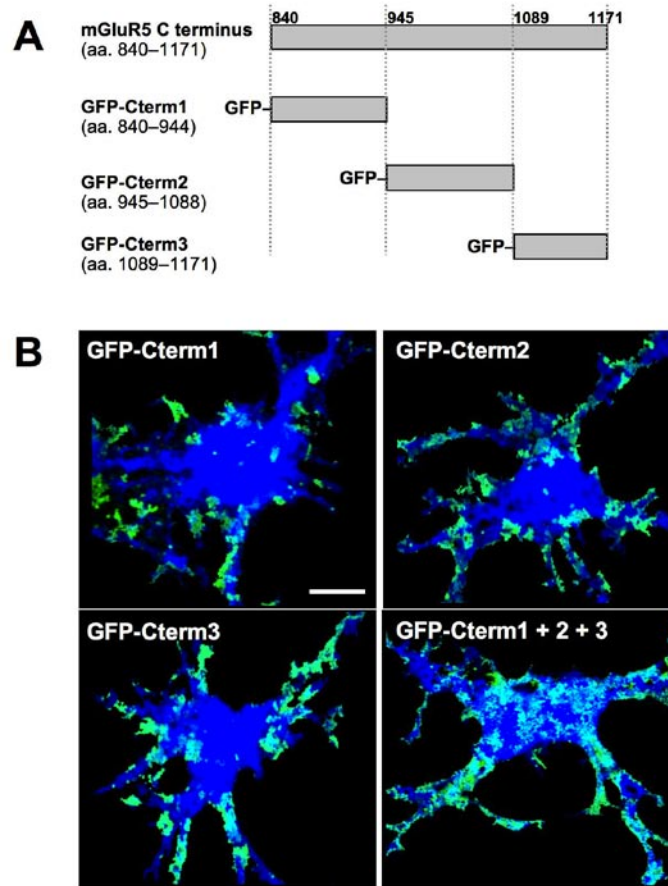 A
840 945 1089 1171
mGluR5 C terminus
(aa. 840–1171)
GFP-Cterm1
(aa. 840–944)
GFP
GFP-Cterm2
(aa. 945–1088)
GFP
GFP-Cterm3
(aa. 1089–1171)
GFP
B
GFP-Cterm1
GFP-Cterm2
GFP-Cterm3
GFP-Cterm1 + 2 + 3